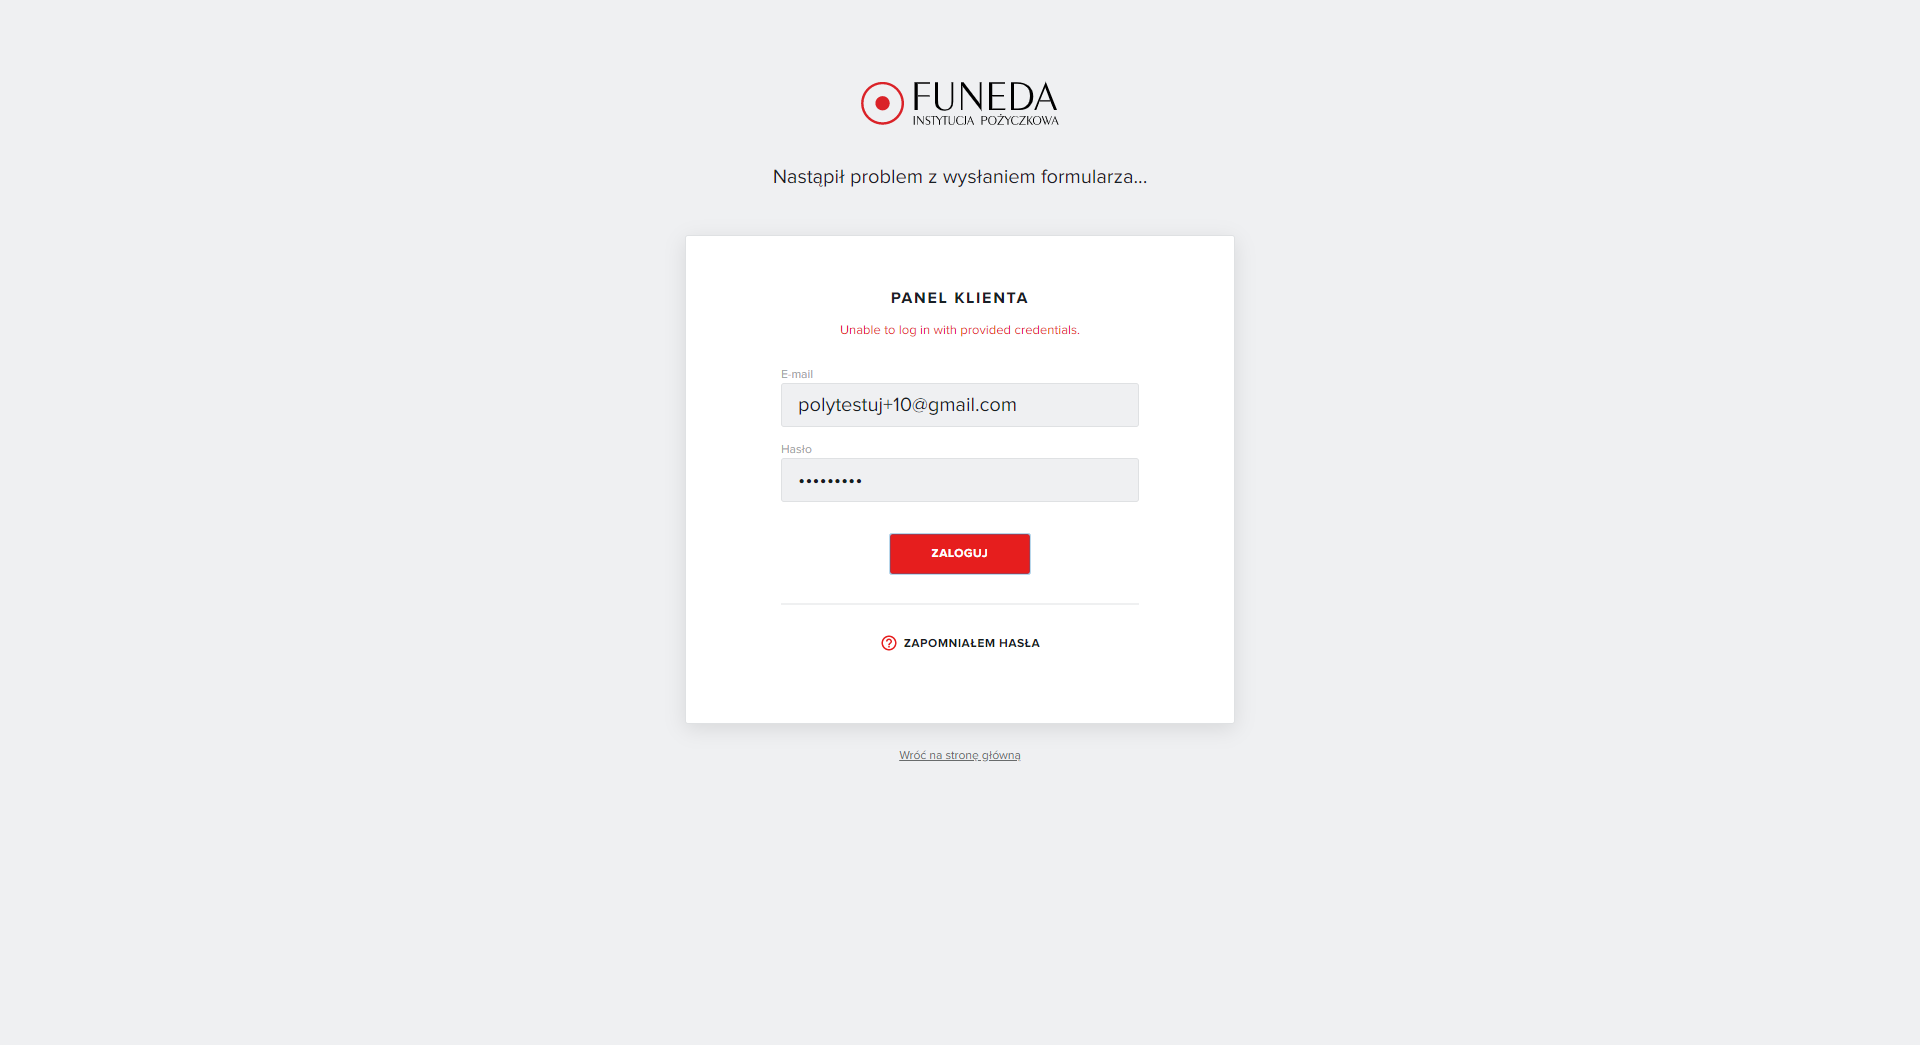 FUNEDA
INSTYTUCJA POŻYCZKOWA
Nastąpił problem z wysłaniem formularza...
PANEL KLIENTA
Unable to log in with provided credentials.
E-mail
polytestuj+10@gmail.com
Hasło
•••••••••
ZALOGUJ
ZAPOMNIAŁEM HASŁA
Wróć na stronę główną